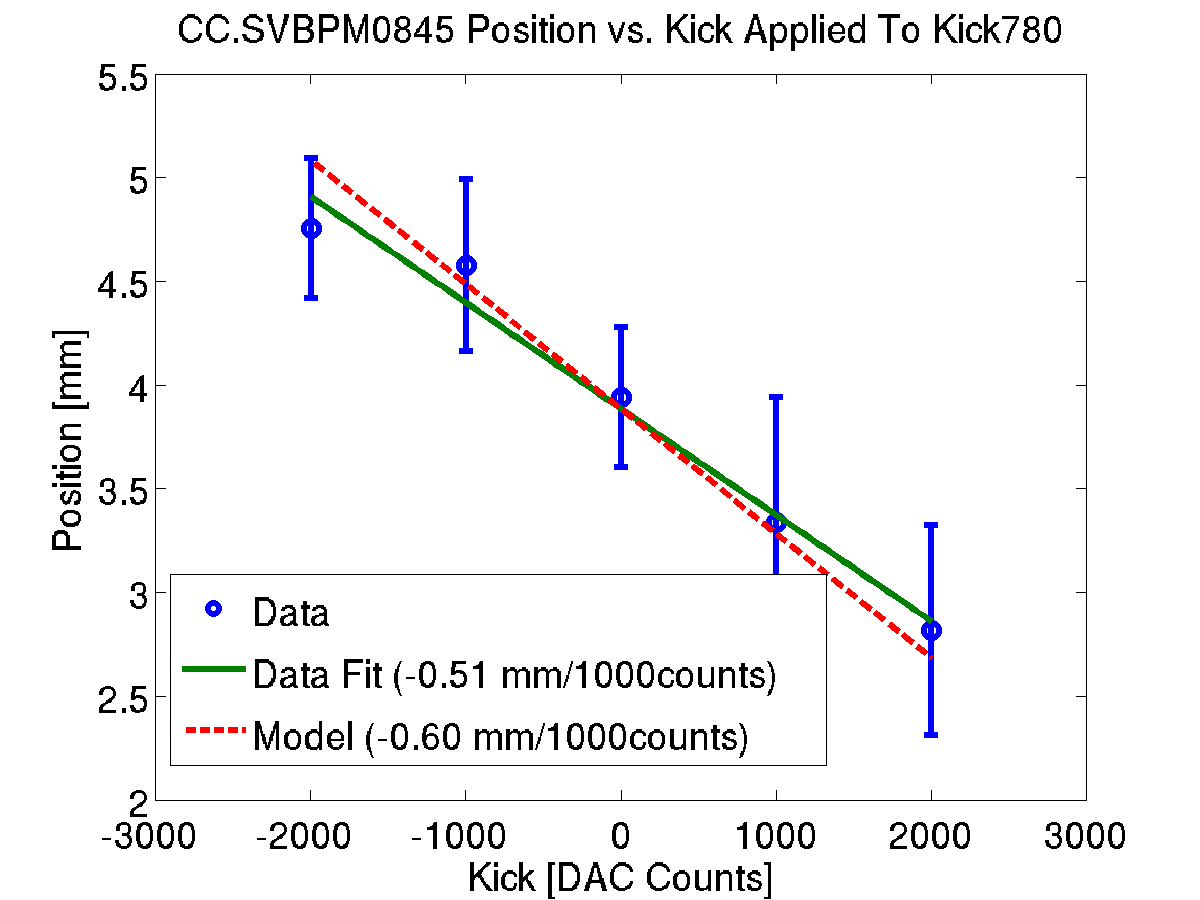 CC.SVBPM0845 Position vs. Kick Applied To Kick780
5.5
5
4.5
4
3.5
3
2.5
2
Position [mm]
Data
Data Fit (-0.51 mm/1000counts)
Model (-0.60 mm/1000counts)
-3000 -2000 -1000 0 1000 2000 3000
Kick [DAC Counts]